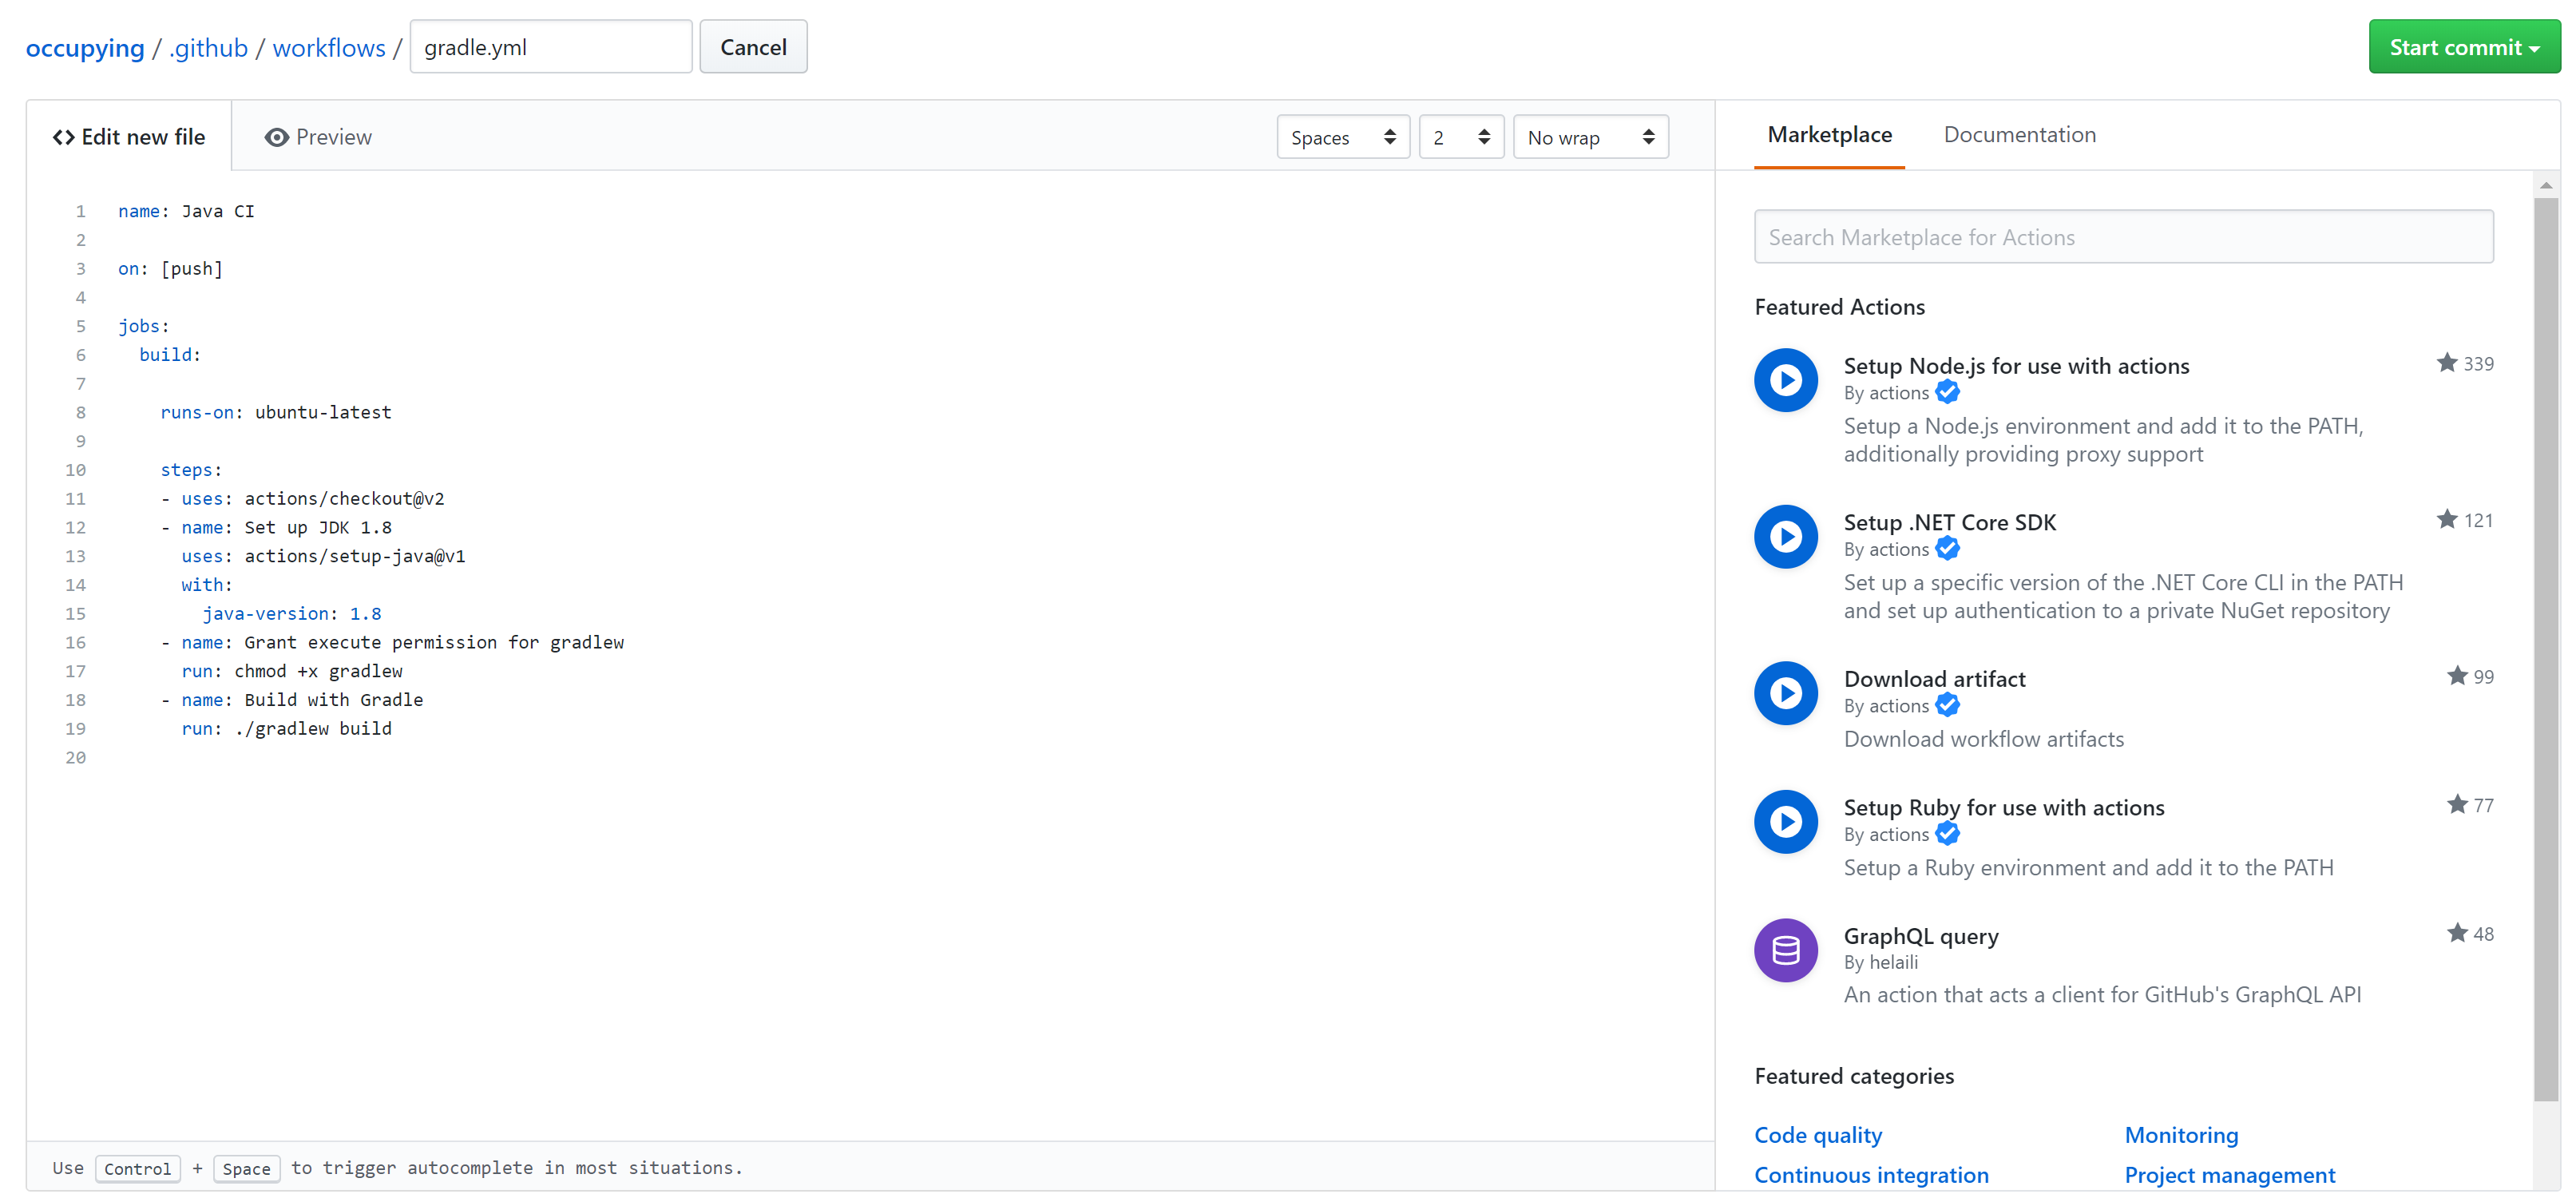 occupying / .github / workflows / gradle.yml Cancel Start commit
Edit new file Preview Spaces 2 No wrap
1 name: Java CI
2
3 on: [push]
4
5 jobs:
6   build:
7
8     runs-on: ubuntu-latest
9
10     steps:
11     - uses: actions/checkout@v2
12     - name: Set up JDK 1.8
13       uses: actions/setup-java@v1
14       with:
15         java-version: 1.8
16     - name: Grant execute permission for gradlew
17       run: chmod +x gradlew
18     - name: Build with Gradle
19       run: ./gradlew build
20
Use Control + Space to trigger autocomplete in most situations.
Marketplace Documentation
Search Marketplace for Actions
Featured Actions
Setup Node.js for use with actions 339
By actions
Setup a Node.js environment and add it to the PATH,
additionally providing proxy support
Setup .NET Core SDK 121
By actions
Set up a specific version of the .NET Core CLI in the PATH
and set up authentication to a private NuGet repository
Download artifact 99
By actions
Download workflow artifacts
Setup Ruby for use with actions 77
By actions
Setup a Ruby environment and add it to the PATH
GraphQL query 48
By helaili
An action that acts a client for GitHub's GraphQL API
Featured categories
Code quality Monitoring
Continuous integration Project management